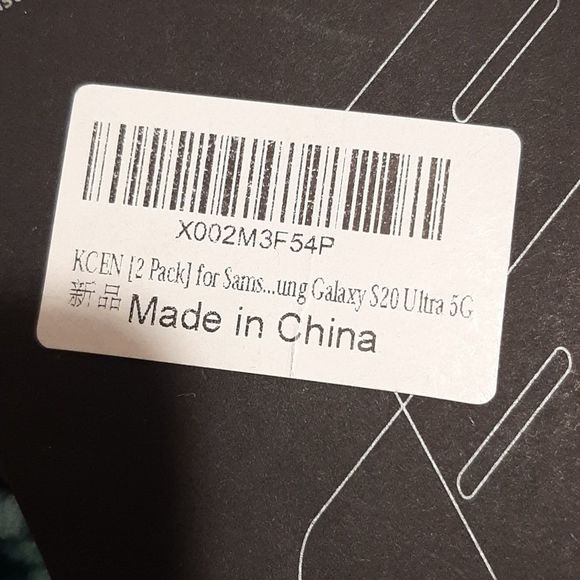 X002M3F54P
KCEN [2 Pack] for Sams...ung Galaxy S20 Ultra 5G
新品
Made in China